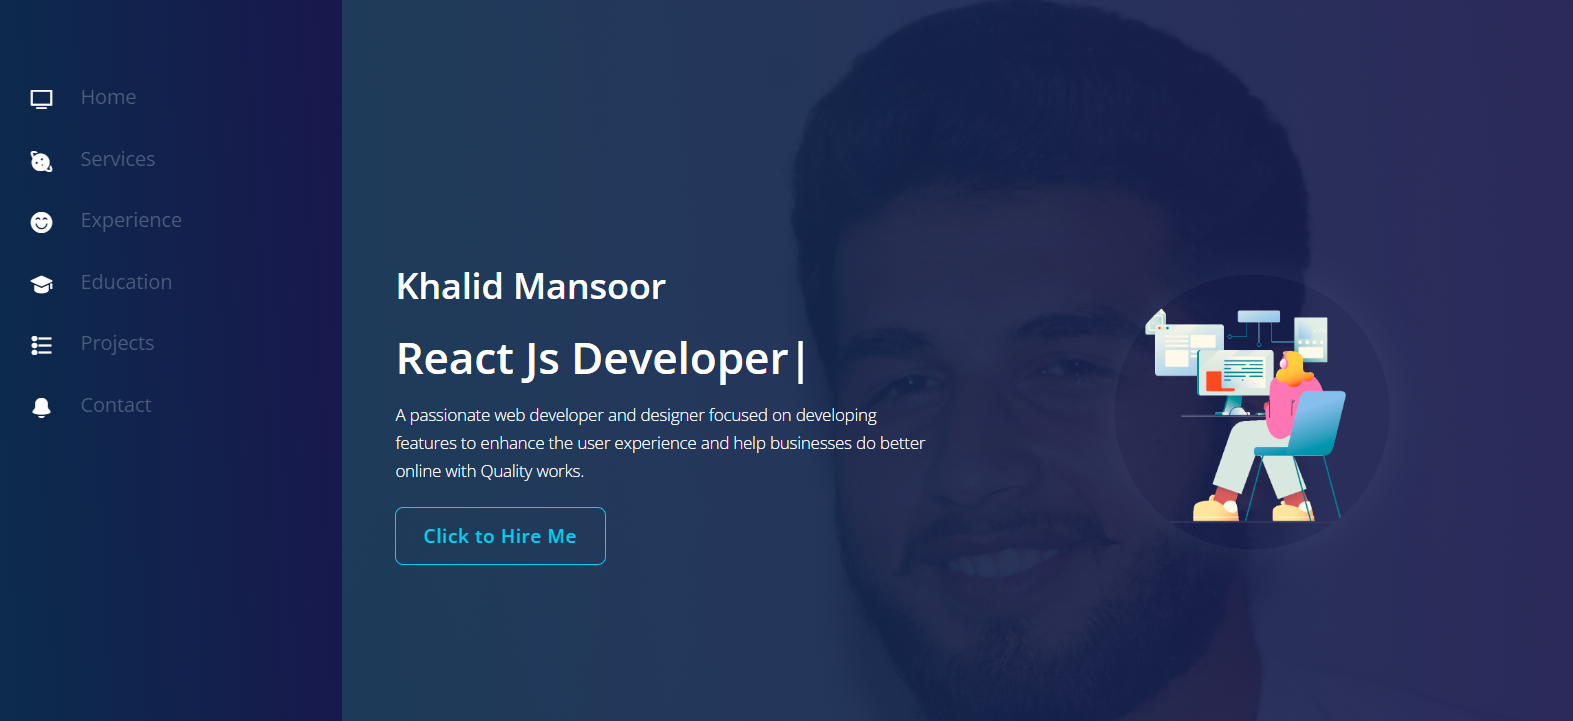 Home
Services
Experience
Education
Projects
Contact
Khalid Mansoor
React Js Developer|
A passionate web developer and designer focused on developing
features to enhance the user experience and help businesses do better
online with Quality works.
Click to Hire Me